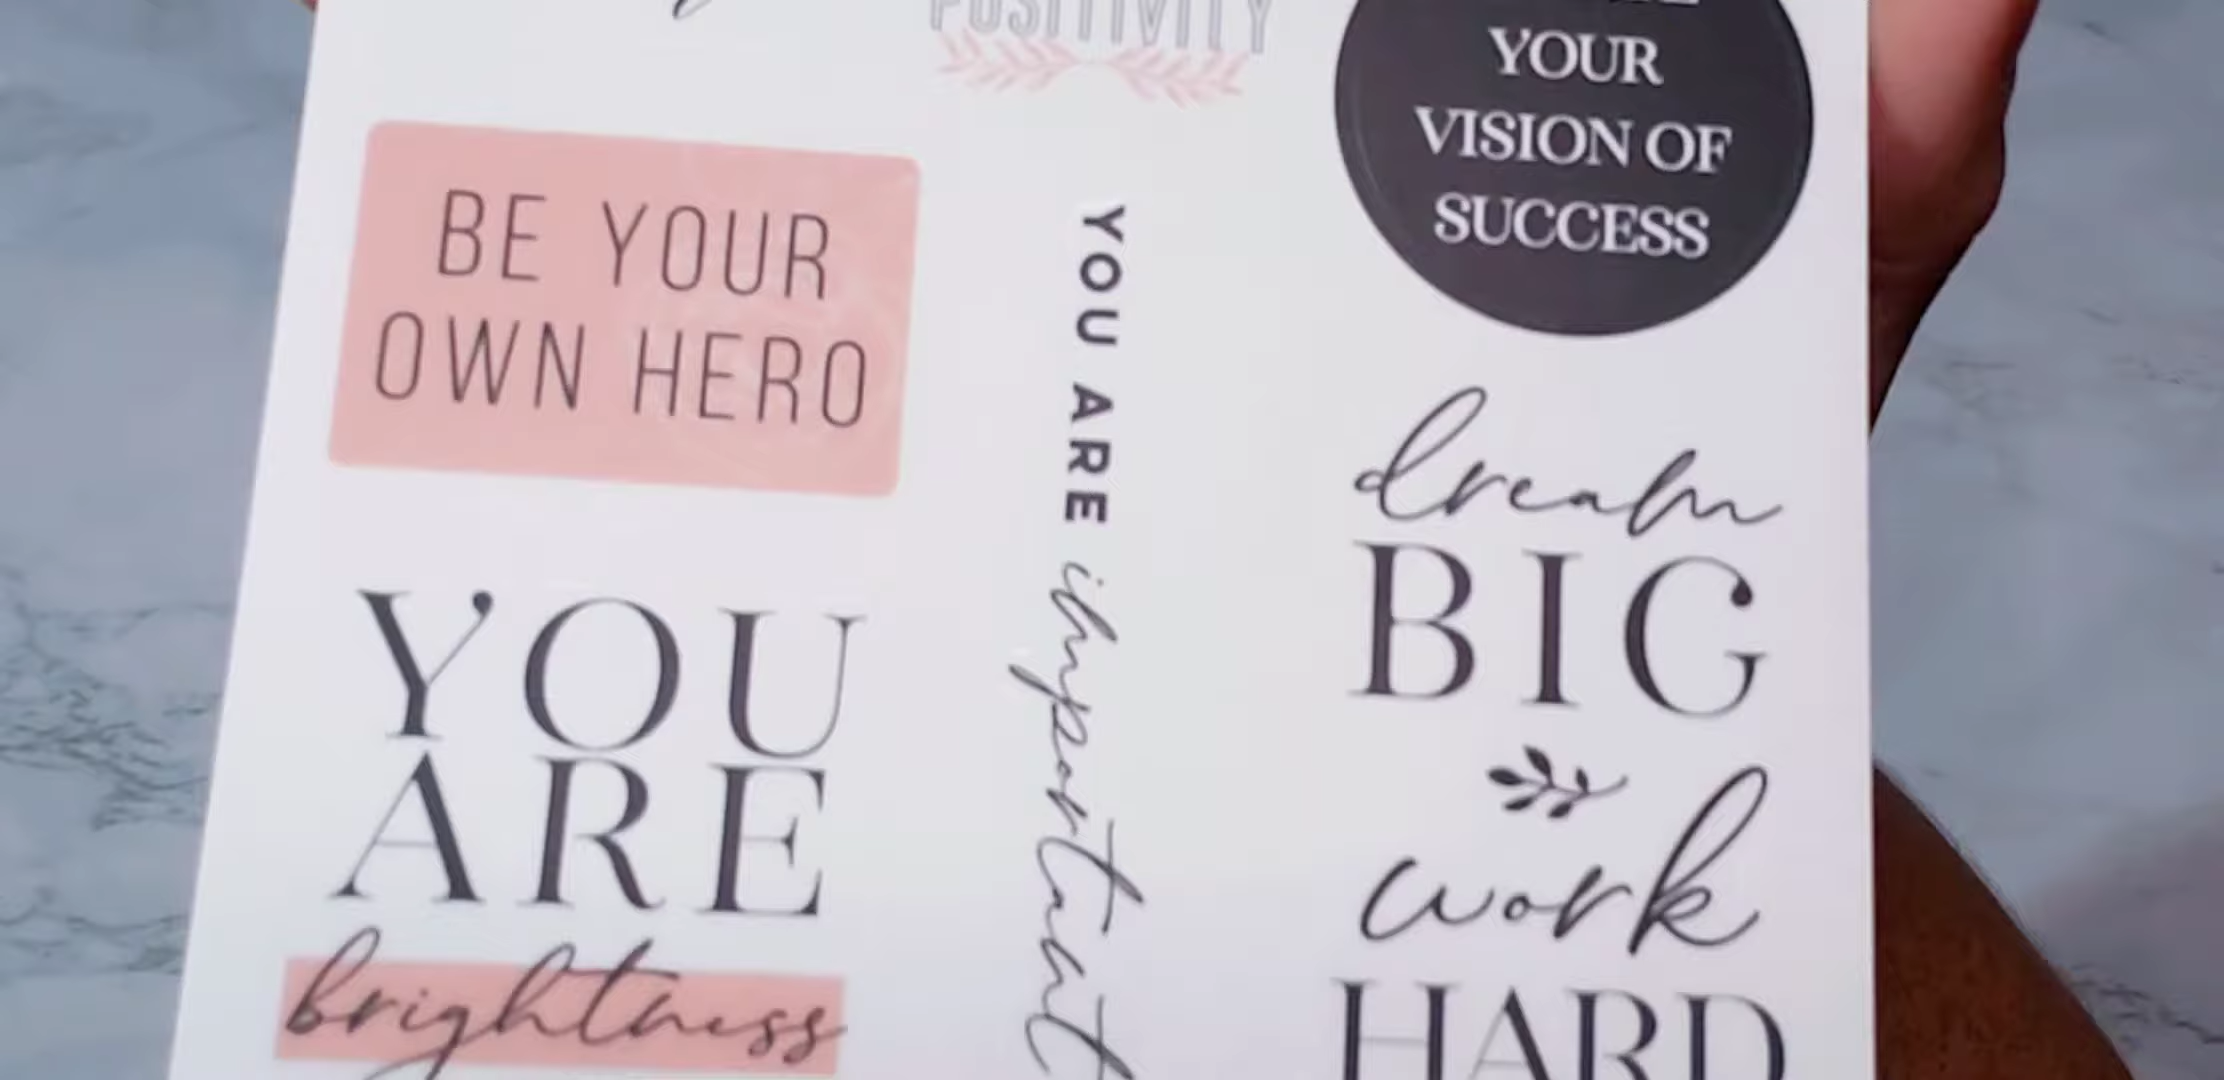 POSITIVITY
YOUR
VISION OF
SUCCESS
BE YOUR
OWN HERO
YOU ARE important
dream
BIG
work
HARD
YOU
ARE
brightness